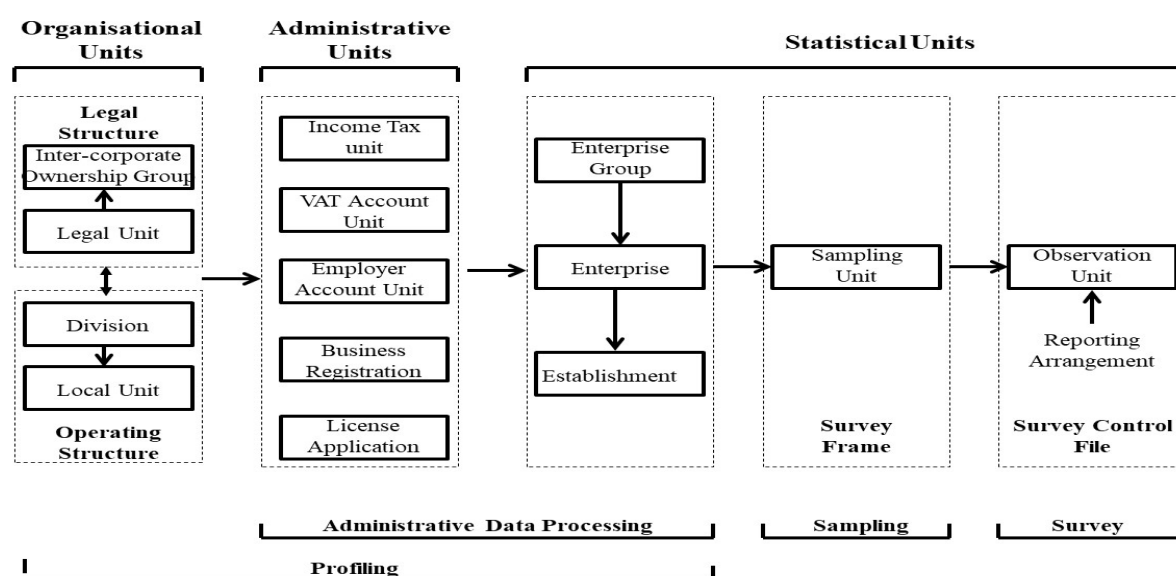 Organisational
Units
Administrative
Units
Statistical Units
Legal
Structure
Inter-corporate
Ownership Group
Legal Unit
Division
Local Unit
Operating
Structure
Income Tax
unit
VAT Account
Unit
Employer
Account Unit
Business
Registration
License
Application
Enterprise
Group
Enterprise
Establishment
Sampling
Unit
Survey
Frame
Observation
Unit
Reporting
Arrangement
Survey Control
File
Administrative Data Processing
Sampling
Survey
Profiling